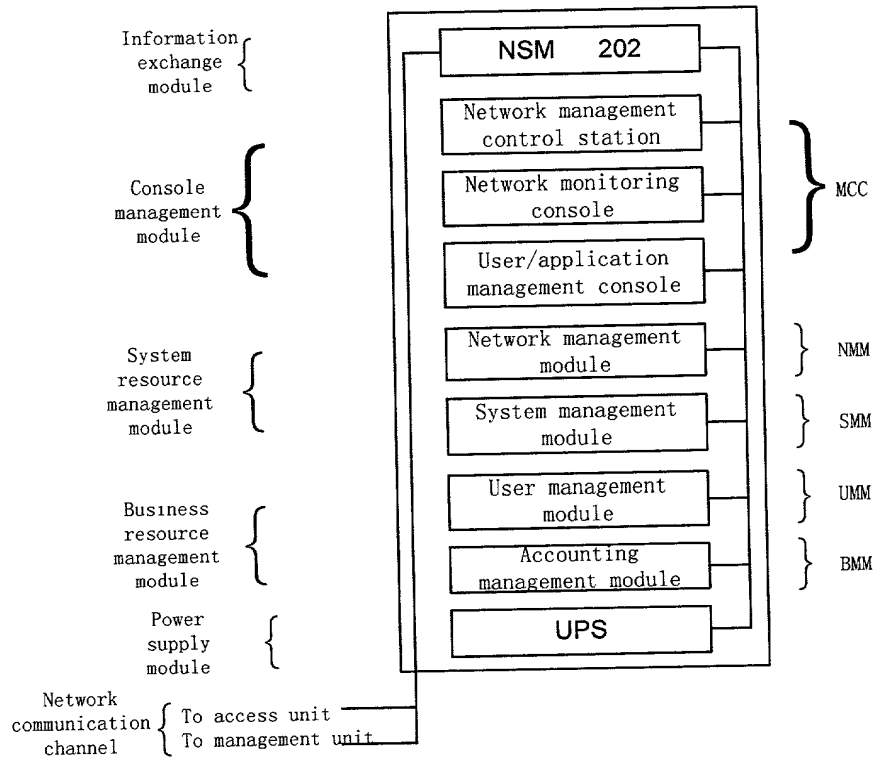 Information
exchange
module
NSM 202
Network management
control station
Console
management
module
Network monitoring
console
MCC
User/application
management console
System
resource
management
module
Network management
module
NMM
System management
module
SMM
Business
resource
management
module
User management
module
UMM
Accounting
management module
BMM
Power
supply
module
UPS
Network
communication
channel
To access unit
To management unit